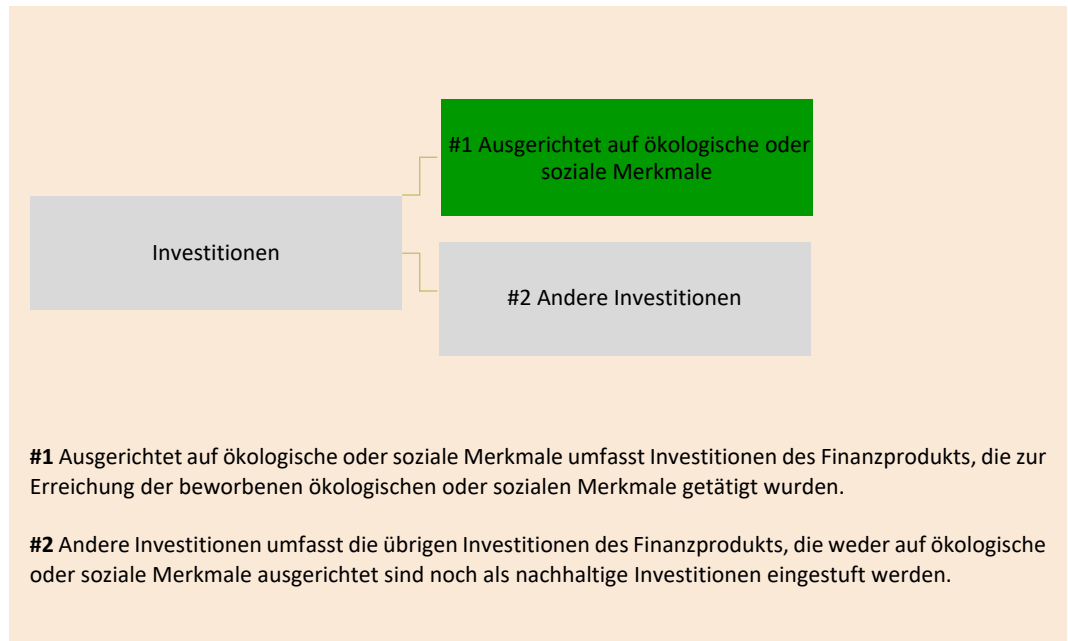 #1 Ausgerichtet auf ökologische oder
soziale Merkmale
Investitionen
#2 Andere Investitionen
#1 Ausgerichtet auf ökologische oder soziale Merkmale umfasst Investitionen des Finanzprodukts, die zur
Erreichung der beworbenen ökologischen oder sozialen Merkmale getätigt wurden.
#2 Andere Investitionen umfasst die übrigen Investitionen des Finanzprodukts, die weder auf ökologische
oder soziale Merkmale ausgerichtet sind noch als nachhaltige Investitionen eingestuft werden.